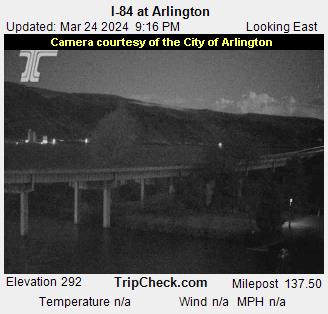 I-84 at Arlington
Updated: Mar 24 2024 9:16 PM Looking East
Camera courtesy of the City of Arlington
Elevation 292 TripCheck.com Milepost 137.50
Temperature n/a Wind n/a MPH n/a